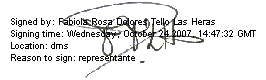 Signed by: Fabiola Rosa Dolores Tello Las Heras
Signing time: Wednesday, October 24 2007, 14:47:32 GMT
Location: dms
Reason to sign: representante